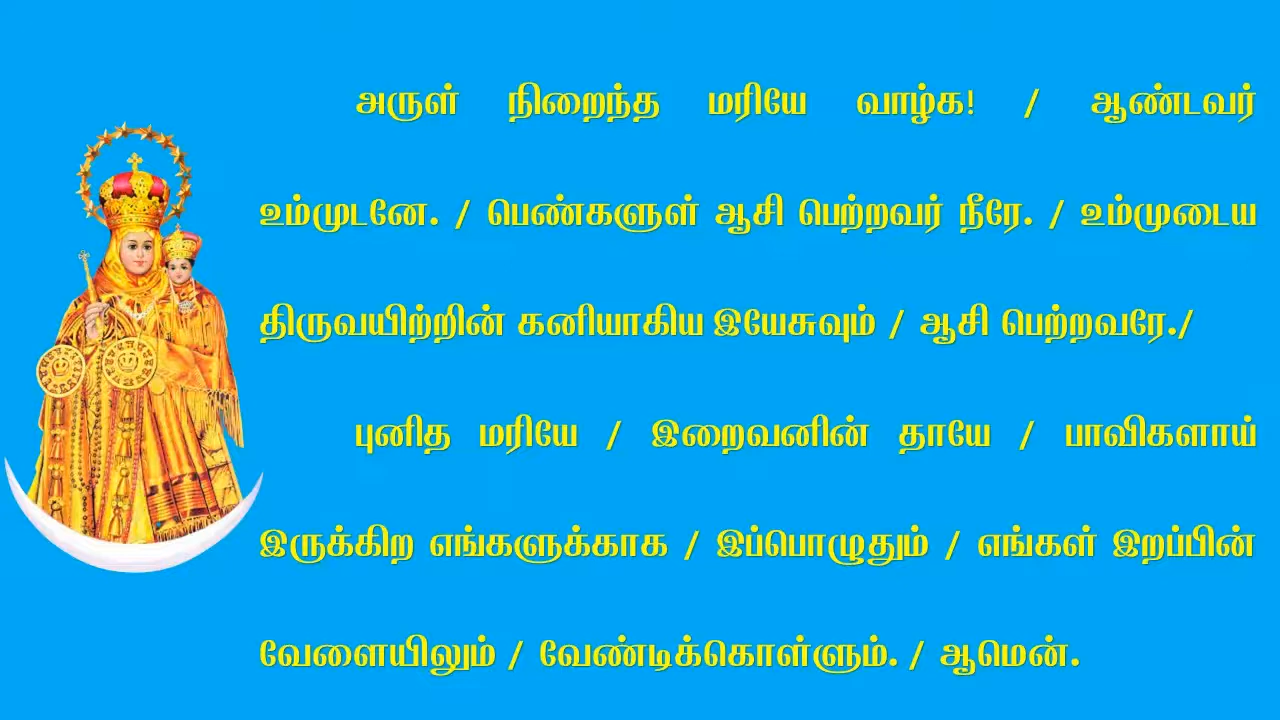 அருள் நிறைந்த மரியே வாழ்க! / ஆண்டவர்
உம்முடனே. / பெண்களுள் ஆசி பெற்றவர் நீரே. / உம்முடைய
திருவயிற்றின் கனியாகிய இயேசுவும் / ஆசி பெற்றவரே./
புனித மரியே / இறைவனின் தாயே / பாவிகளாய்
இருக்கிற எங்களுக்காக / இப்பொழுதும் / எங்கள் இறப்பின்
வேளையிலும் / வேண்டிக்கொள்ளும். / ஆமென்.